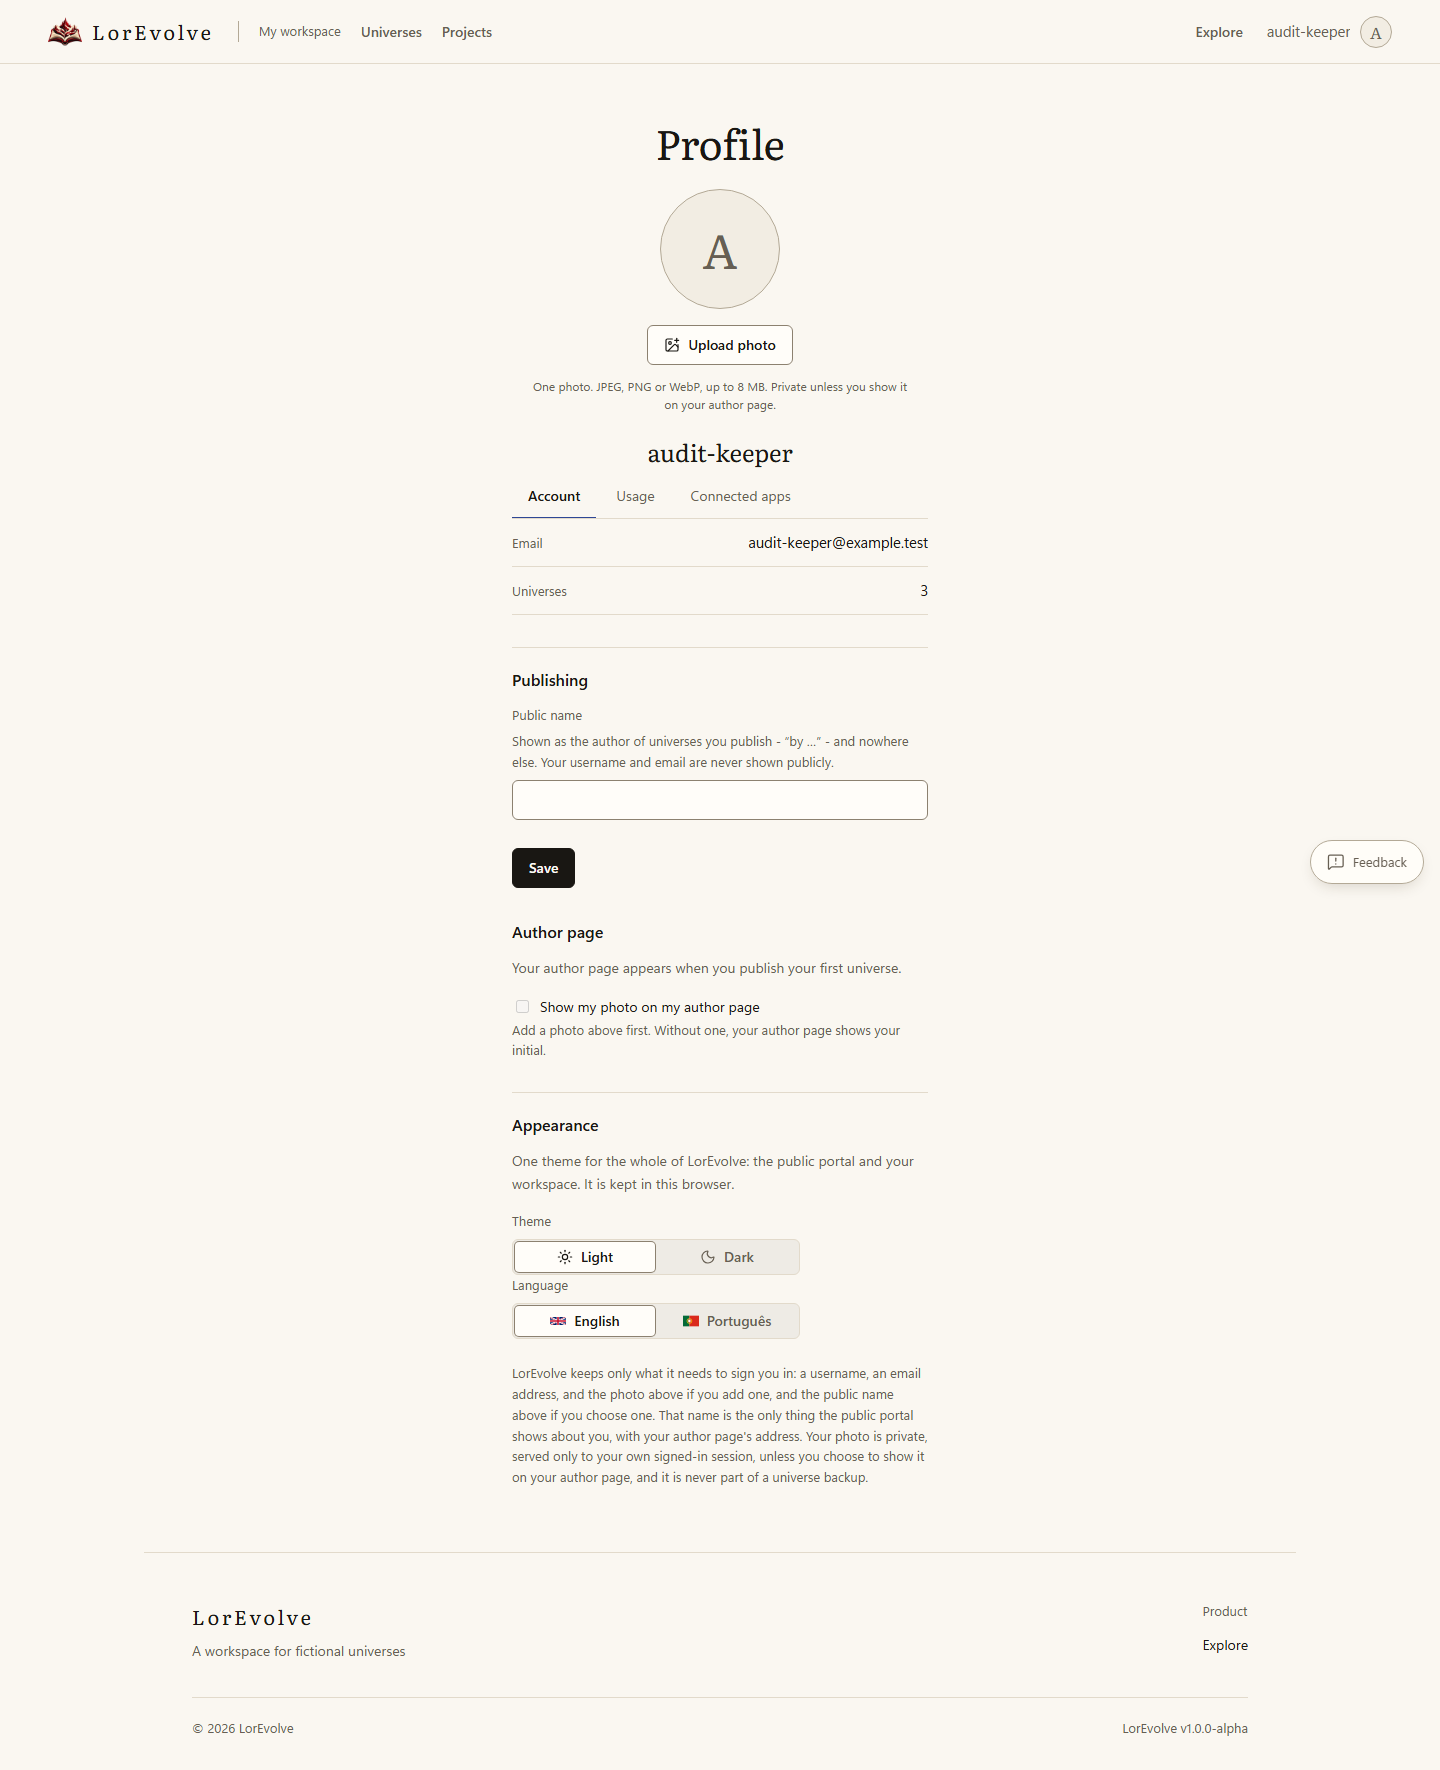 LorEvolve
My workspace
Universes
Projects
Explore
audit-keeper
A
Profile
A
Upload photo
One photo. JPEG, PNG or WebP, up to 8 MB. Private unless you show it
on your author page.
audit-keeper
Account
Usage
Connected apps
Email
audit-keeper@example.test
Universes
3
Publishing
Public name
Shown as the author of universes you publish - “by ...” - and nowhere
else. Your username and email are never shown publicly.
Save
Author page
Your author page appears when you publish your first universe.
Show my photo on my author page
Add a photo above first. Without one, your author page shows your
initial.
Feedback
Appearance
One theme for the whole of LorEvolve: the public portal and your
workspace. It is kept in this browser.
Theme
Light
Dark
Language
English
Português
LorEvolve keeps only what it needs to sign you in: a username, an email
address, and the photo above if you add one, and the public name
above if you choose one. That name is the only thing the public portal
shows about you, with your author page's address. Your photo is private,
served only to your own signed-in session, unless you choose to show it
on your author page, and it is never part of a universe backup.
LorEvolve
A workspace for fictional universes
Product
Explore
© 2026 LorEvolve
LorEvolve v1.0.0-alpha